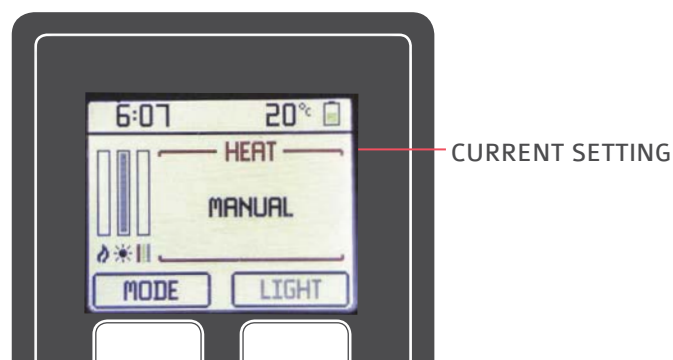 6:07 20°C
HEAT
CURRENT SETTING
MANUAL
MODE LIGHT